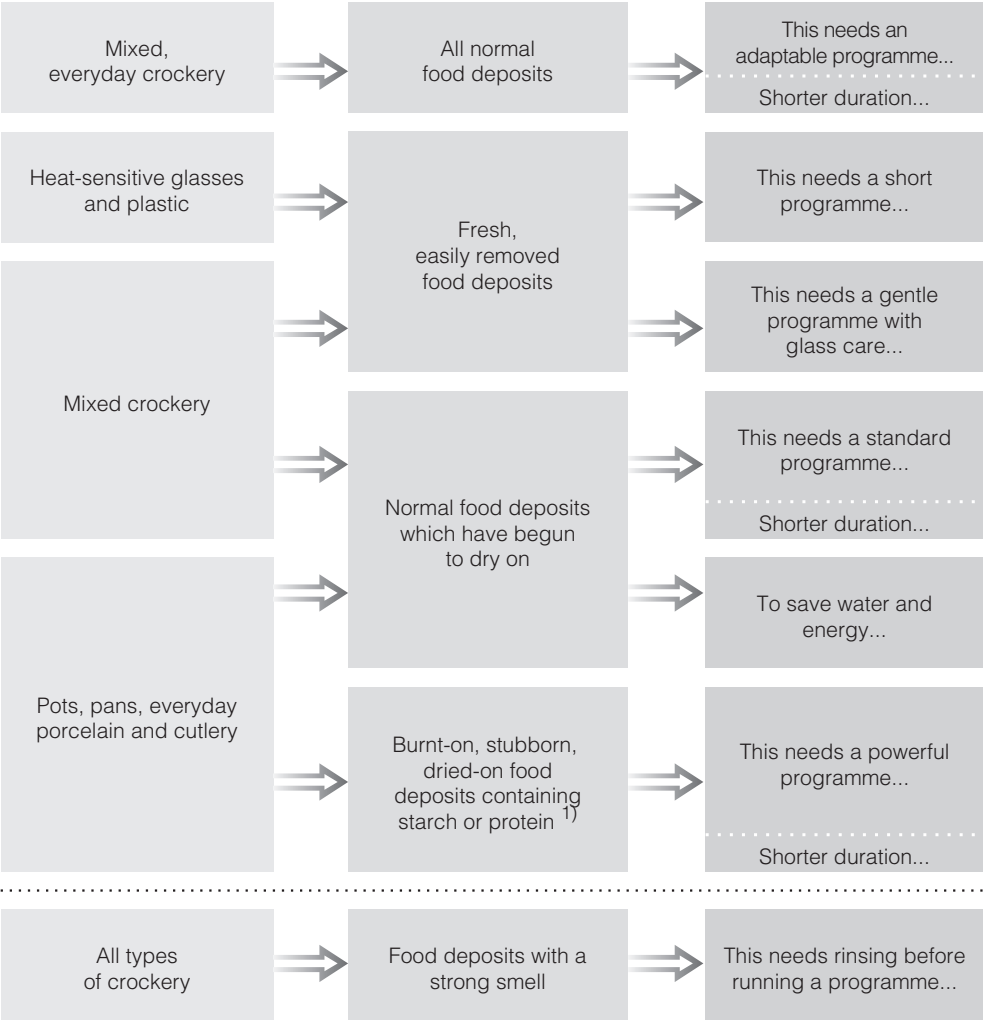 Mixed,
everyday crockery
All normal
food deposits
This needs an
adaptable programme...
Shorter duration...
Heat-sensitive glasses
and plastic
Fresh,
easily removed
food deposits
This needs a short
programme...
This needs a gentle
programme with
glass care...
Mixed crockery
Normal food deposits
which have begun
to dry on
This needs a standard
programme...
Shorter duration...
To save water and
energy...
Pots, pans, everyday
porcelain and cutlery
Burnt-on, stubborn,
dried-on food
deposits containing
starch or protein 1)
This needs a powerful
programme...
Shorter duration...
All types
of crockery
Food deposits with a
strong smell
This needs rinsing before
running a programme...